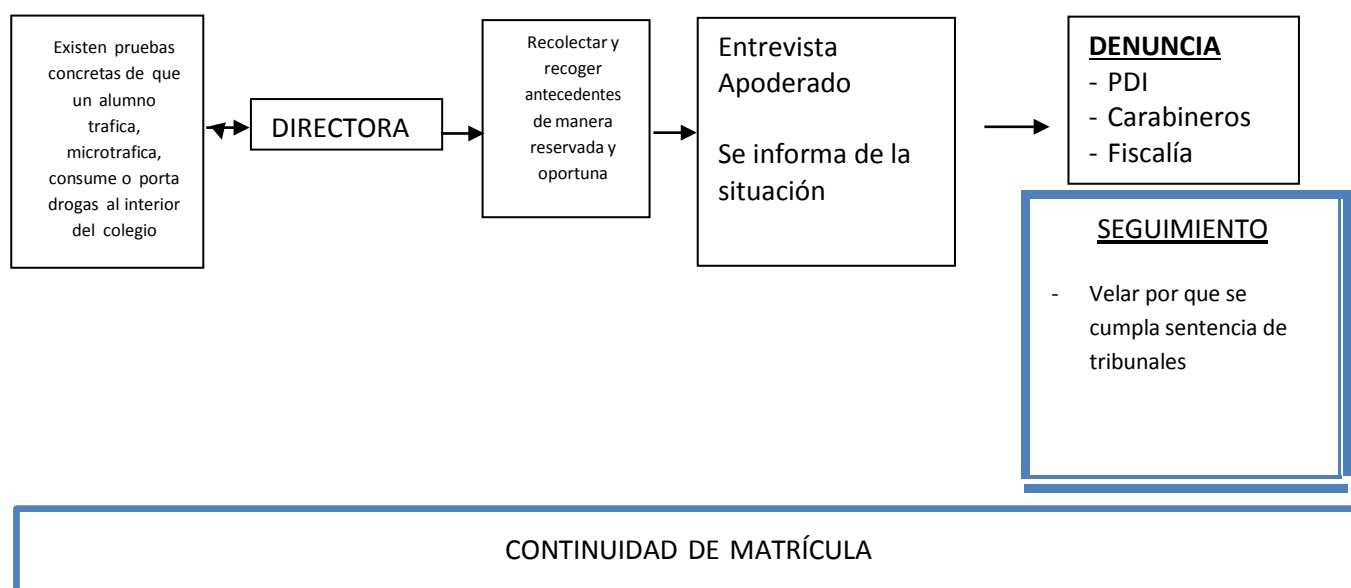 Existen pruebas
concretas de que
un alumno
trafica,
microtrafica,
consume o porta
drogas al interior
del colegio
DIRECTORA
Recolectar y
recoger
antecedentes
de manera
reservada y
oportuna
Entrevista
Apoderado
Se informa de la
situación
DENUNCIA
- PDI
- Carabineros
- Fiscalía
SEGUIMIENTO
- Velar por que se
cumpla sentencia de
tribunales
CONTINUIDAD DE MATRÍCULA